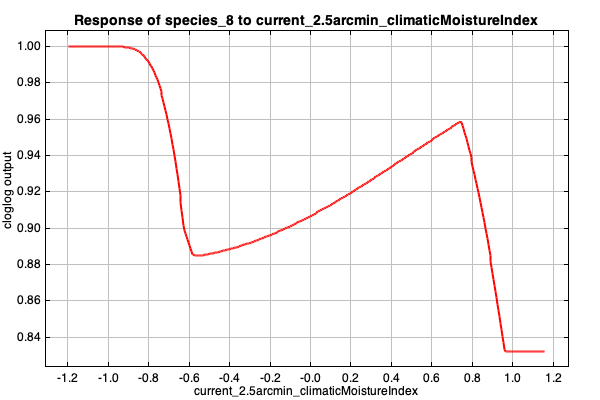 Response of species_8 to current_2.5arcmin_climaticMoistureIndex
1.00
0.98
0.96
0.94
0.92
0.90
0.88
0.86
0.84
cloglog output
-1.2 -1.0 -0.8 -0.6 -0.4 -0.2 -0.0 0.2 0.4 0.6 0.8 1.0 1.2
current_2.5arcmin_climaticMoistureIndex